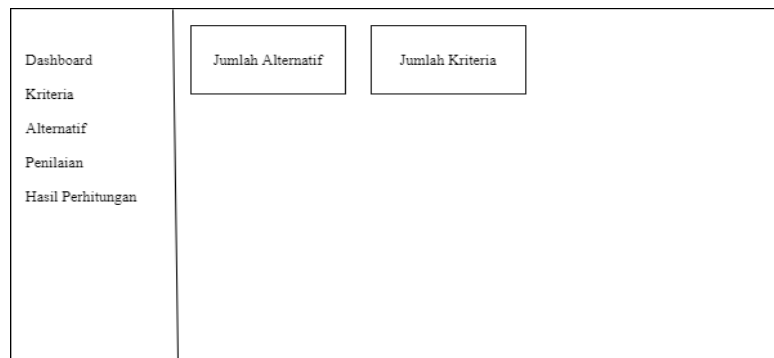 Dashboard
Kriteria
Alternatif
Penilaian
Hasil Perhitungan
Jumlah Alternatif
Jumlah Kriteria